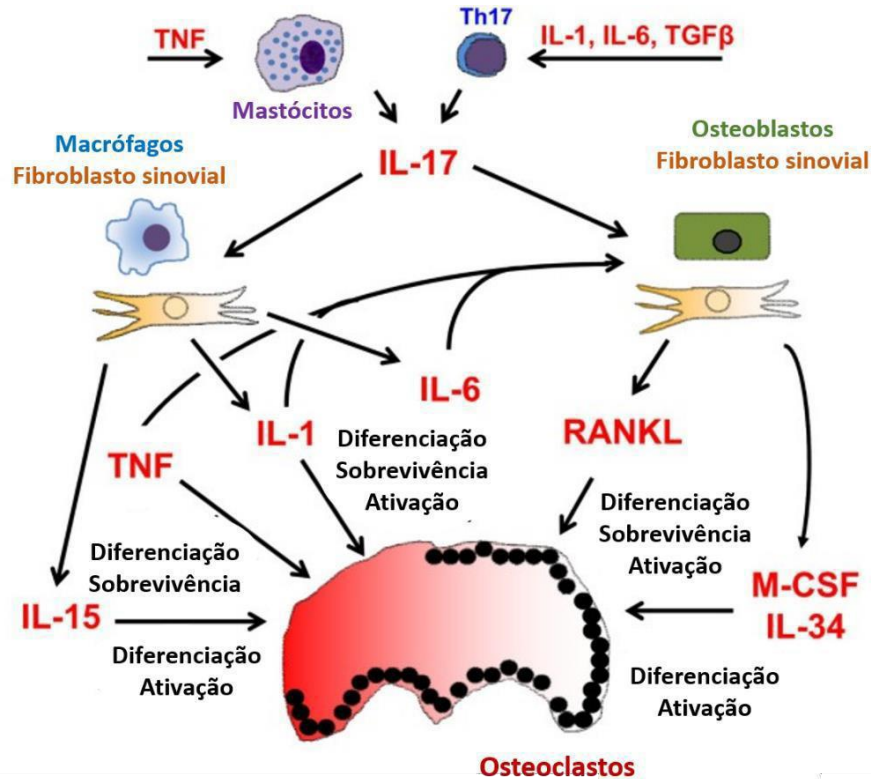 Th17
TNF
IL-1, IL-6, TGFβ
Mastócitos
Macrófagos
Fibroblasto sinovial
IL-17
Osteoblastos
Fibroblasto sinovial
IL-6
IL-1
TNF
RANKL
Diferenciação
Sobrevivência
Ativação
Diferenciação
Sobrevivência
Ativação
Diferenciação
Sobrevivência
IL-15
M-CSF
IL-34
Diferenciação
Ativação
Diferenciação
Ativação
Osteoclastos